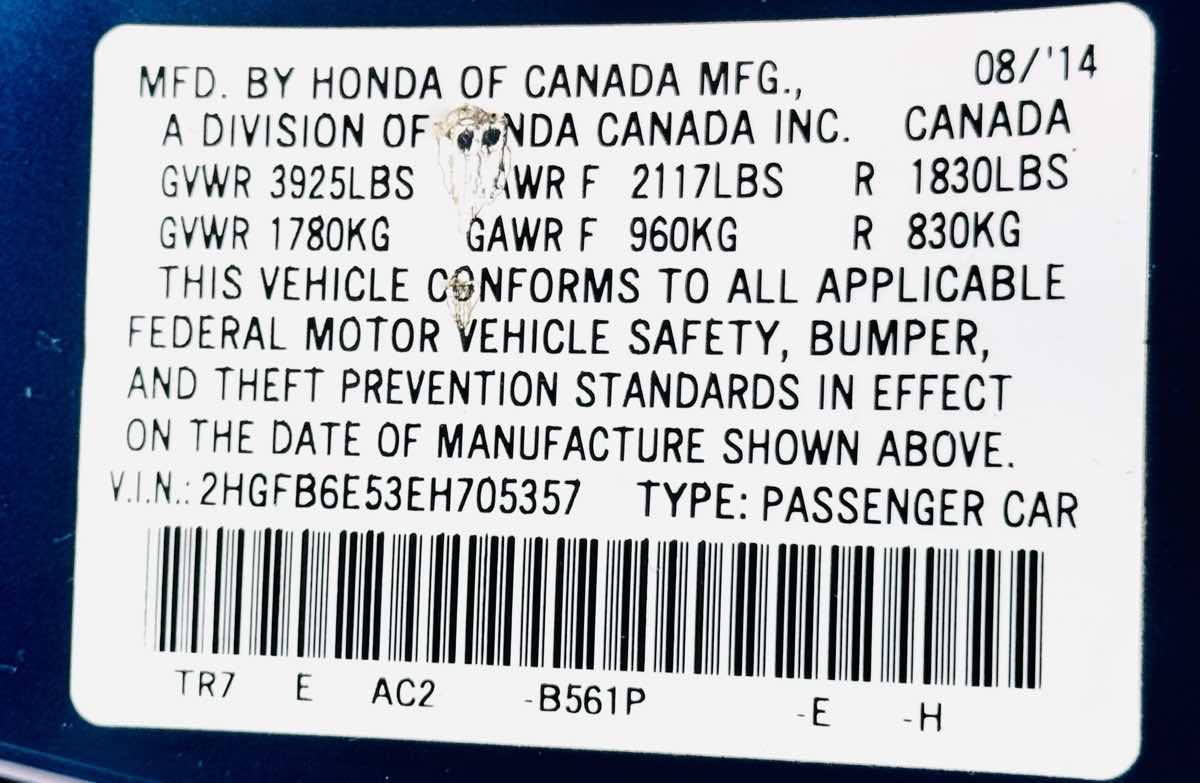 MFD. BY HONDA OF CANADA MFG., 08/'14
A DIVISION OF HONDA CANADA INC. CANADA
GVWR 3925LBS GAWR F 2117LBS R 1830LBS
GVWR 1780KG GAWR F 960KG R 830KG
THIS VEHICLE CONFORMS TO ALL APPLICABLE
FEDERAL MOTOR VEHICLE SAFETY, BUMPER,
AND THEFT PREVENTION STANDARDS IN EFFECT
ON THE DATE OF MANUFACTURE SHOWN ABOVE.
V.I.N.: 2HGFB6E53EH705357 TYPE: PASSENGER CAR
TR7 E AC2 -B561P -E -H